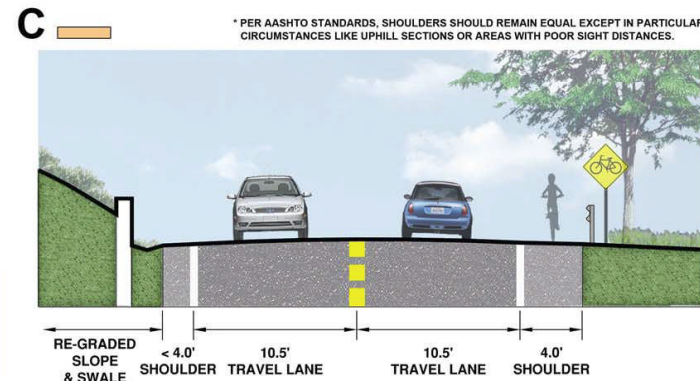 C
* PER AASHTO STANDARDS, SHOULDERS SHOULD REMAIN EQUAL EXCEPT IN PARTICULAR
CIRCUMSTANCES LIKE UPHILL SECTIONS OR AREAS WITH POOR SIGHT DISTANCES.
RE-GRADED
SLOPE
& SWALE
< 4.0'
SHOULDER
10.5'
TRAVEL LANE
10.5'
TRAVEL LANE
4.0'
SHOULDER